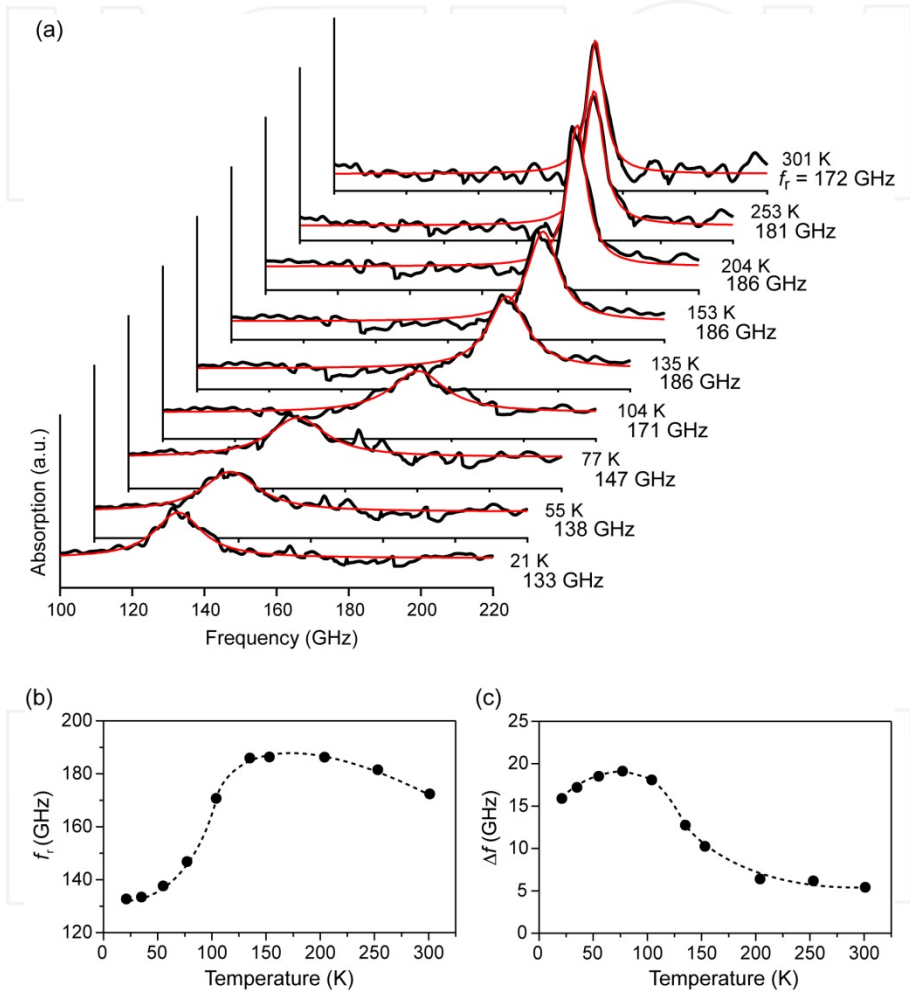 (a)
301 K
fr = 172 GHz
253 K
181 GHz
204 K
186 GHz
153 K
186 GHz
135 K
186 GHz
104 K
171 GHz
77 K
147 GHz
55 K
138 GHz
21 K
133 GHz
Absorption (a.u.)
100 120 140 160 180 200 220
Frequency (GHz)
(b)
200
180
160
140
120
fr (GHz)
0 50 100 150 200 250 300
Temperature (K)
(c)
25
20
15
10
5
0
Δf (GHz)
0 50 100 150 200 250 300
Temperature (K)